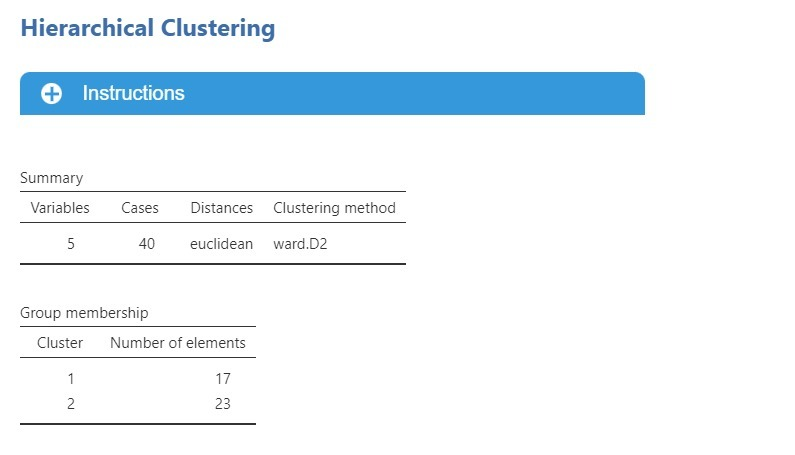 Hierarchical Clustering
Instructions
Summary
Variables Cases Distances Clustering method
5 40 euclidean ward.D2
Group membership
Cluster Number of elements
1 17
2 23